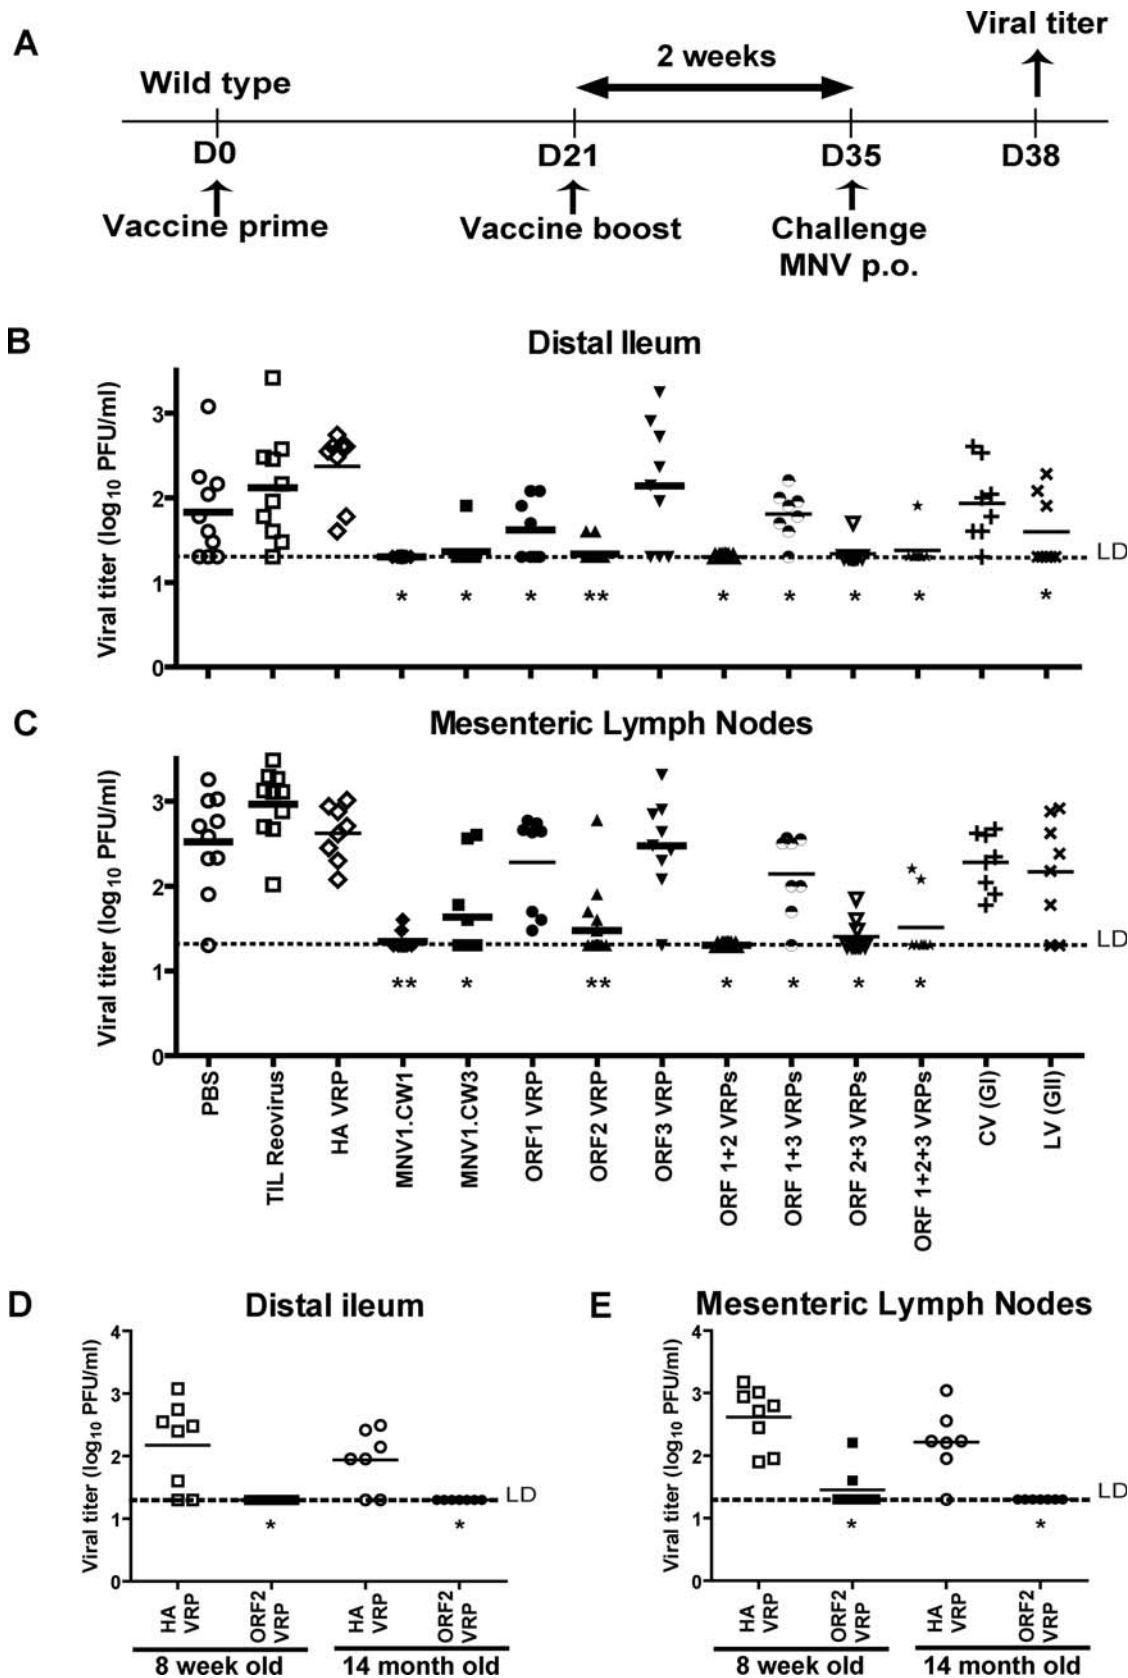 A
Viral titer
2 weeks
Wild type
D0
D21
D35
D38
Vaccine prime
Vaccine boost
Challenge
MNV p.o.
B
Distal Ileum
Viral titer (log10 PFU/ml)
3
2
1
0
LD
* * * ** * * * * *
C
Mesenteric Lymph Nodes
Viral titer (log10 PFU/ml)
3
2
1
0
LD
** * ** * * * *
PBS
TIL Reovirus
HA VRP
MNV1.CW1
MNV1.CW3
ORF1 VRP
ORF2 VRP
ORF3 VRP
ORF 1+2 VRPs
ORF 1+3 VRPs
ORF 2+3 VRPs
ORF 1+2+3 VRPs
CV (GI)
LV (GII)
D
Distal ileum
Viral titer (log10 PFU/ml)
4
3
2
1
0
LD
* *
HA VRP
ORF2 VRP
HA VRP
ORF2 VRP
8 week old
14 month old
E
Mesenteric Lymph Nodes
Viral titer (log10 PFU/ml)
4
3
2
1
0
LD
* *
HA VRP
ORF2 VRP
HA VRP
ORF2 VRP
8 week old
14 month old